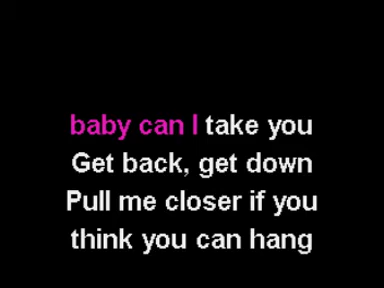 baby can I take you
Get back, get down
Pull me closer if you
think you can hang